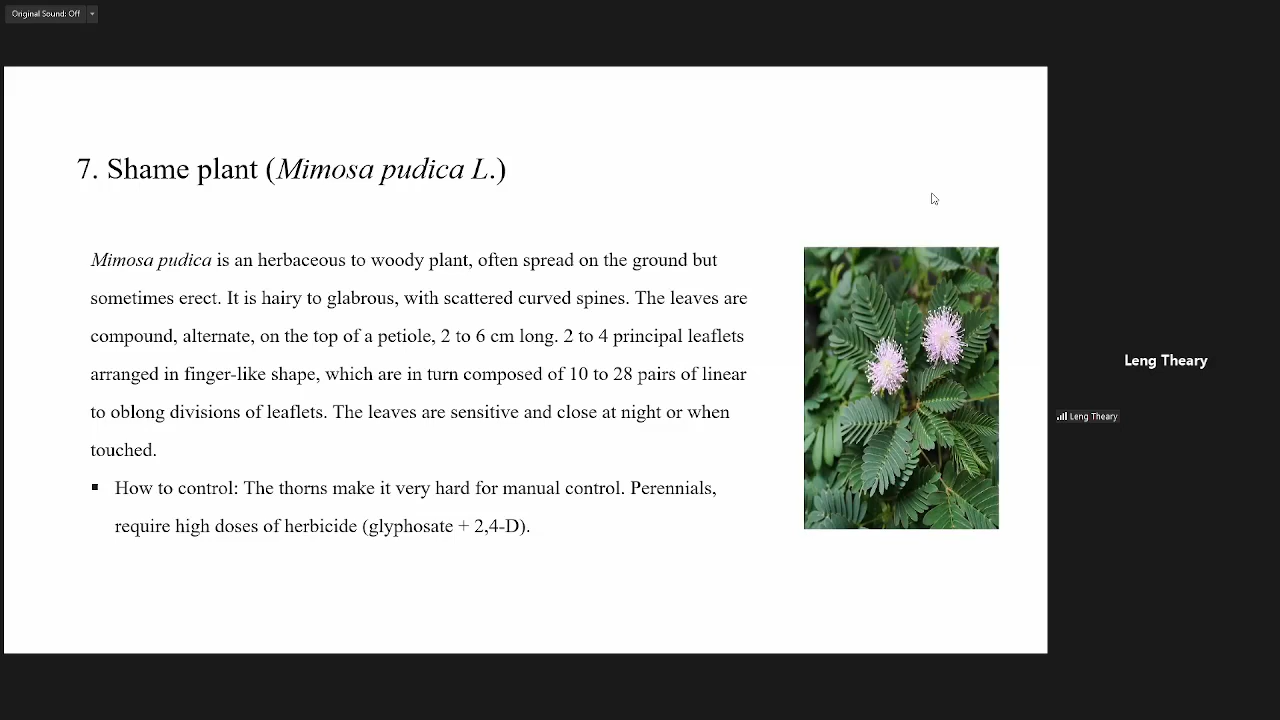 Original Sound: Off
7. Shame plant (Mimosa pudica L.)
Mimosa pudica is an herbaceous to woody plant, often spread on the ground but
sometimes erect. It is hairy to glabrous, with scattered curved spines. The leaves are
compound, alternate, on the top of a petiole, 2 to 6 cm long. 2 to 4 principal leaflets
arranged in finger-like shape, which are in turn composed of 10 to 28 pairs of linear
to oblong divisions of leaflets. The leaves are sensitive and close at night or when
touched.
▪ How to control: The thorns make it very hard for manual control. Perennials,
require high doses of herbicide (glyphosate + 2,4-D).
Leng Theary
Leng Theary